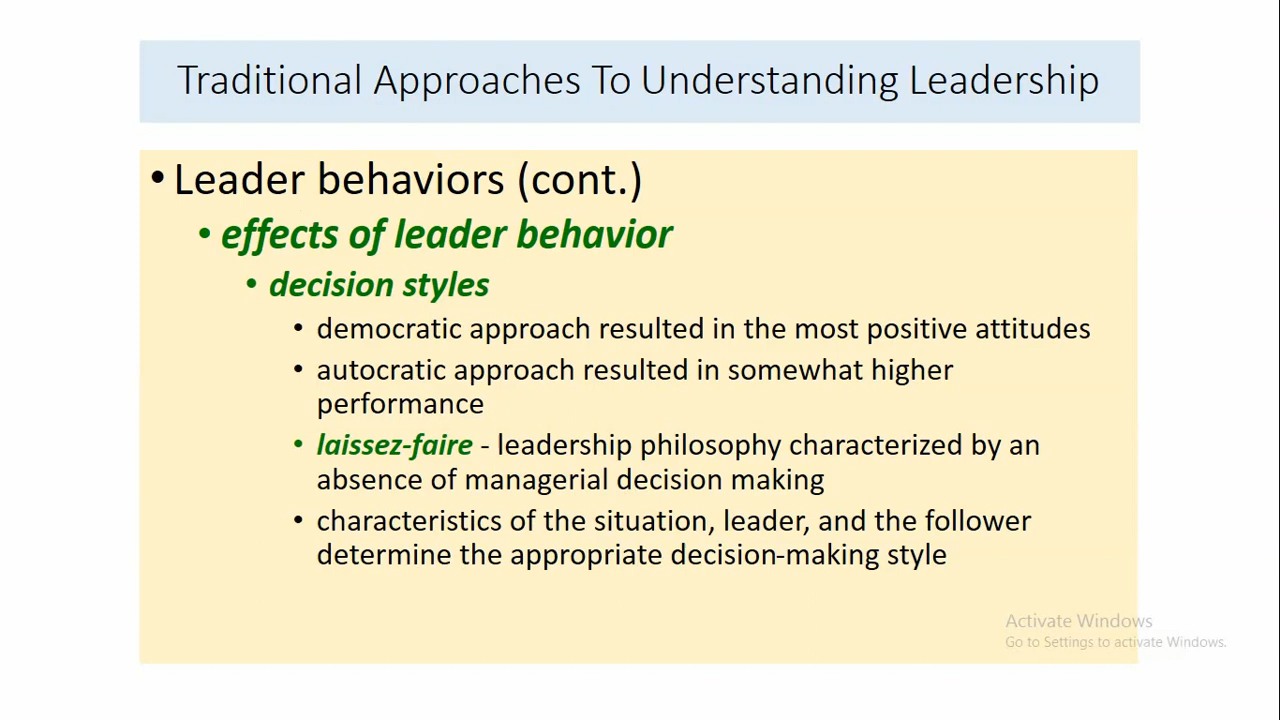 Traditional Approaches To Understanding Leadership
• Leader behaviors (cont.)
• effects of leader behavior
• decision styles
• democratic approach resulted in the most positive attitudes
• autocratic approach resulted in somewhat higher
performance
• laissez-faire - leadership philosophy characterized by an
absence of managerial decision making
• characteristics of the situation, leader, and the follower
determine the appropriate decision-making style
Activate Windows
Go to Settings to activate Windows.